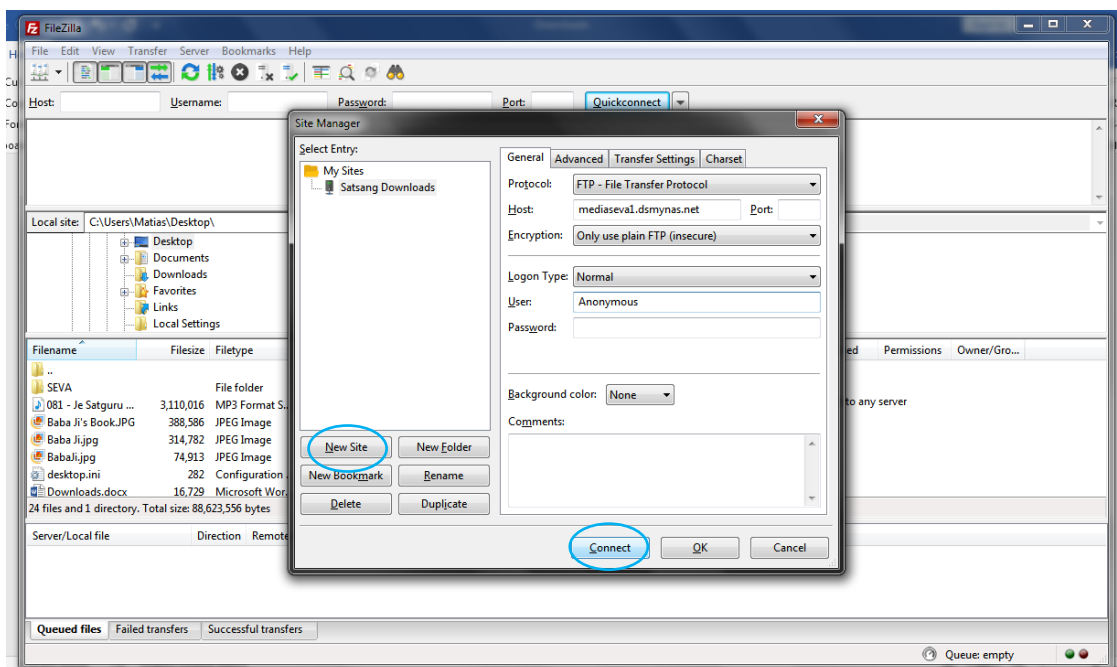 FileZilla
File Edit View Transfer Server Bookmarks Help
Host: Username: Password: Port: Quickconnect
Site Manager
Select Entry:
My Sites
Satsang Downloads
New Site New Folder
New Bookmark Rename
Delete Duplicate
General Advanced Transfer Settings Charset
Protocol: FTP - File Transfer Protocol
Host: mediaseva1.dsmynas.net Port:
Encryption: Only use plain FTP (insecure)
Logon Type: Normal
User: Anonymous
Password:
Background color: None
Comments:
Connect OK Cancel
Local site: C:\Users\Matias\Desktop\
Desktop
Documents
Downloads
Favorites
Links
Local Settings
Filename Filesize Filetype
..
SEVA File folder
081 - Je Satguru ... 3,110,016 MP3 Format S..
Baba Ji's Book.JPG 388,586 JPEG Image
Baba Ji.jpg 314,782 JPEG Image
BabaJi.jpg 74,913 JPEG Image
desktop.ini 282 Configuration
Downloads.docx 16,729 Microsoft Wor..
24 files and 1 directory. Total size: 88,623,556 bytes
ed Permissions Owner/Gro...
to any server
Server/Local file Direction Remote
Queued files Failed transfers Successful transfers
Queue: empty